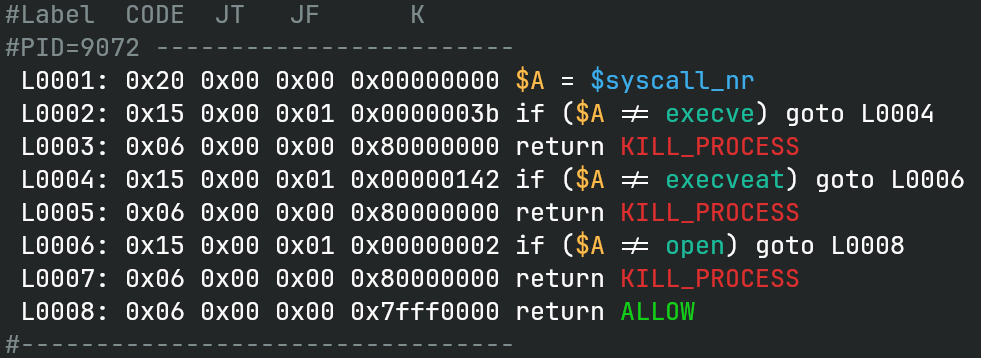 #Label  CODE  JT   JF      K
#PID=9072 ------------------------
 L0001: 0x20 0x00 0x00 0x00000000 $A = $syscall_nr
 L0002: 0x15 0x00 0x01 0x0000003b if ($A != execve) goto L0004
 L0003: 0x06 0x00 0x00 0x80000000 return KILL_PROCESS
 L0004: 0x15 0x00 0x01 0x00000142 if ($A != execveat) goto L0006
 L0005: 0x06 0x00 0x00 0x80000000 return KILL_PROCESS
 L0006: 0x15 0x00 0x01 0x00000002 if ($A != open) goto L0008
 L0007: 0x06 0x00 0x00 0x80000000 return KILL_PROCESS
 L0008: 0x06 0x00 0x00 0x7fff0000 return ALLOW
#---------------------------------